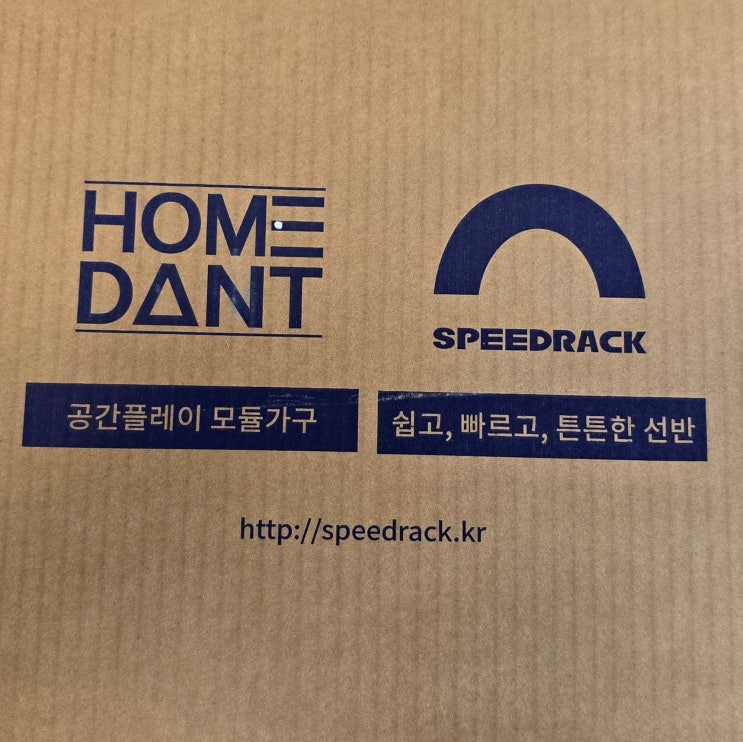 HOME
DANT
SPEEDRACK
공간플레이 모듈가구
쉽고, 빠르고, 튼튼한 선반
http://speedrack.kr